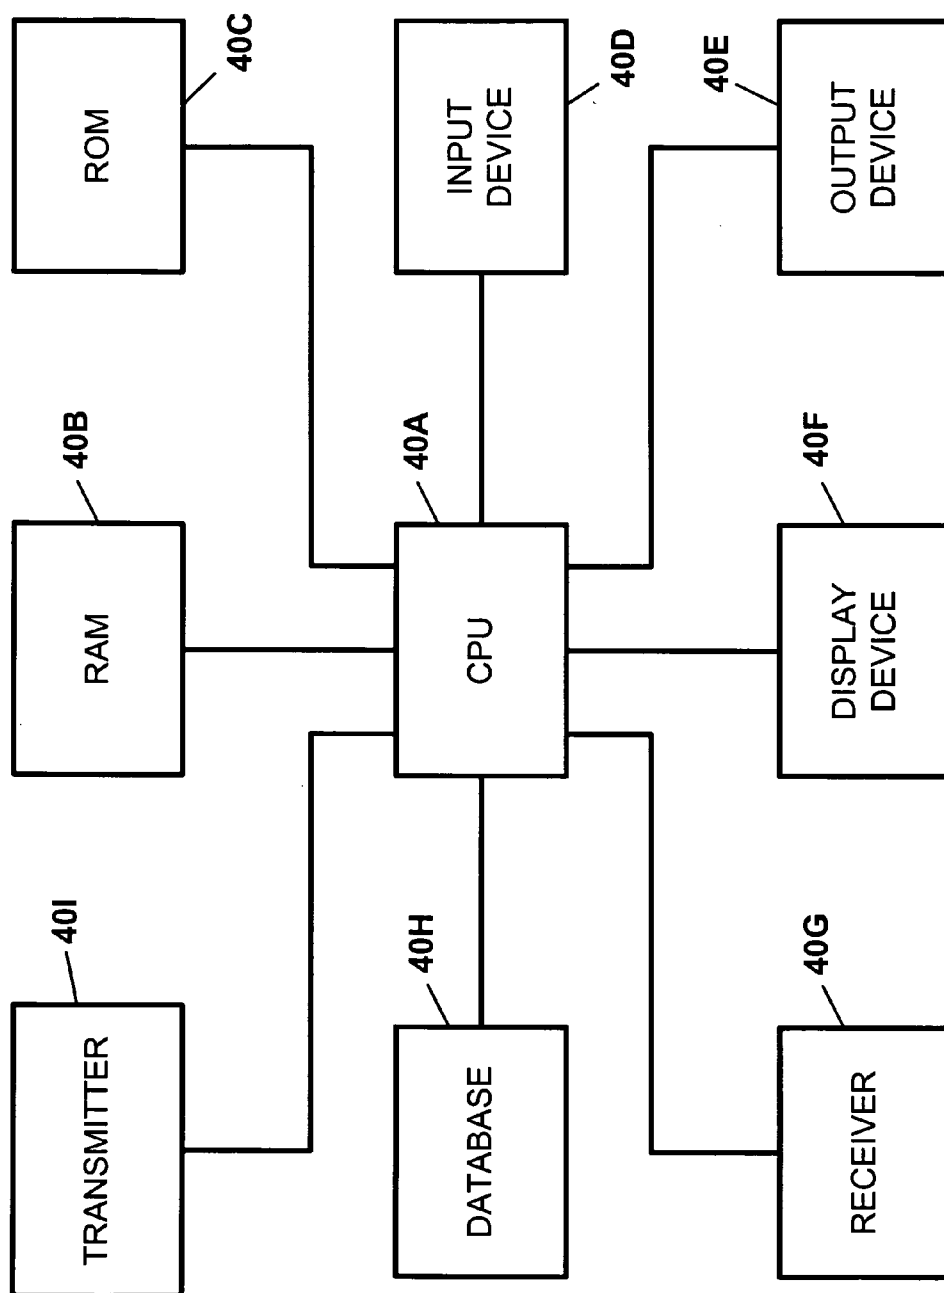 TRANSMITTER
40I
RAM
40B
ROM
40C
DATABASE
40H
CPU
40A
INPUT
DEVICE
40D
RECEIVER
40G
DISPLAY
DEVICE
40F
OUTPUT
DEVICE
40E